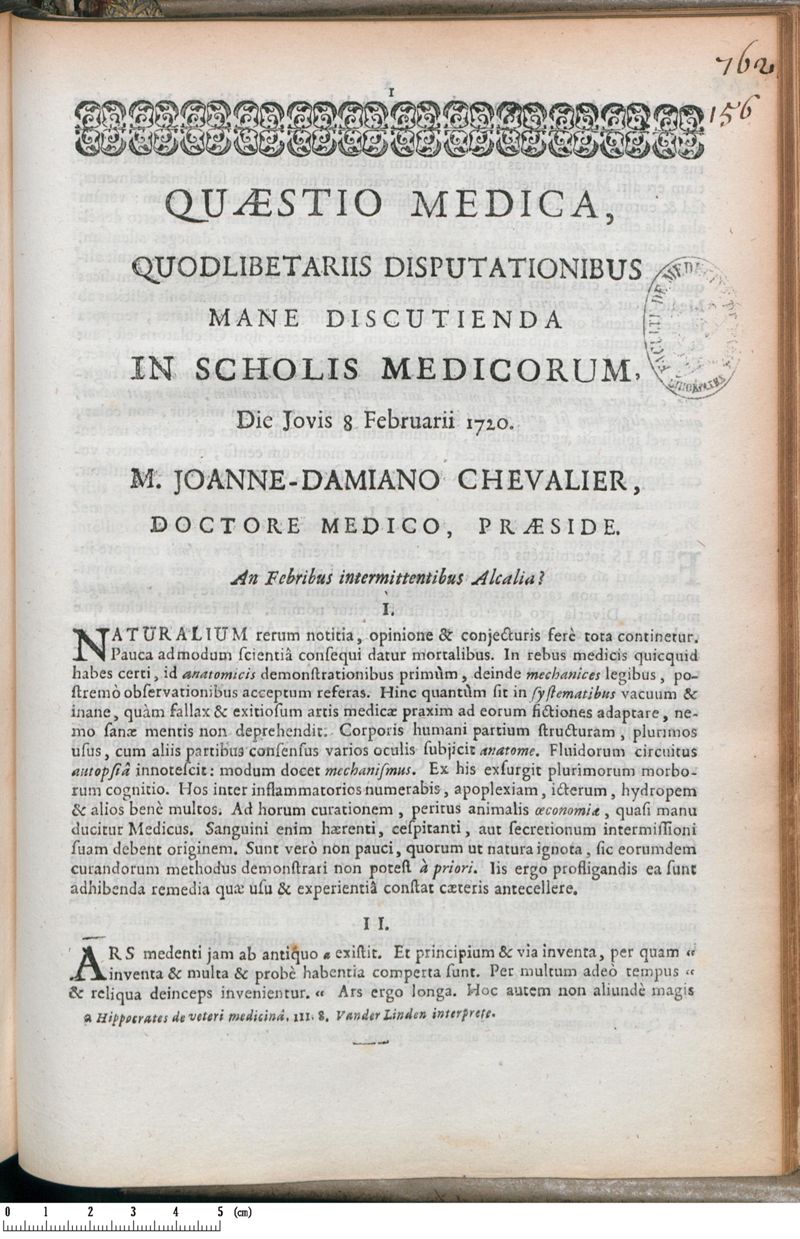 762
156
1
QUÆSTIO MEDICA,
QUODLIBETARIIS DISPUTATIONIBUS
MANE DISCUTIENDA
IN SCHOLIS MEDICORUM,
Die Jovis 8 Februarii 1720.
M. JOANNE-DAMIANO CHEVALIER,
DOCTORE MEDICO, PRÆSIDE.
An Febribus intermittentibus Alcalia?
I.
NATURALIUM rerum notitia, opinione & conjecturis ferè tota continetur.
Pauca admodum ſcientiâ conſequi datur mortalibus. In rebus medicis quicquid
habes certi, id anatomicis demonſtrationibus primùm, deinde mechanices legibus, po-
ſtremò obſervationibus acceptum referas. Hinc quantùm ſit in ſyſtematibus vacuum &
inane, quàm fallax & exitioſum artis medicæ praxim ad eorum fictiones adaptare, ne-
mo ſanæ mentis non deprehendit. Corporis humani partium ſtructuram, plurimos
uſus, cum aliis partibus conſenſus varios oculis ſubjicit anatome. Fluidorum circuitus
autopſiâ innoteſcit: modum docet mechaniſmus. Ex his exſurgit plurimorum morbo-
rum cognitio. Hos inter inflammatorios numerabis, apoplexiam, icterum, hydropem
& alios benè multos. Ad horum curationem, peritus animalis œconomiæ, quaſi manu
ducitur Medicus. Sanguini enim hærenti, ceſpitanti, aut ſecretionum intermiſſioni
ſuam debent originem. Sunt verò non pauci, quorum ut natura ignota, ſic eorumdem
curandorum methodus demonſtrari non poteſt à priori. Iis ergo profligandis ea ſunt
adhibenda remedia quæ uſu & experientiâ conſtat cæteris antecellere.
II.
ARS medenti jam ab antiquo a exiſtit. Et principium & via inventa, per quam «
inventa & multa & probè habentia comperta ſunt. Per multum adeò tempus «
& reliqua deinceps invenientur. « Ars ergo longa. Hoc autem non aliundè magis
a Hippocrates de veteri medicinâ. III. 8. Vander Linden interprete.
FACULTÉ DE MEDECINE